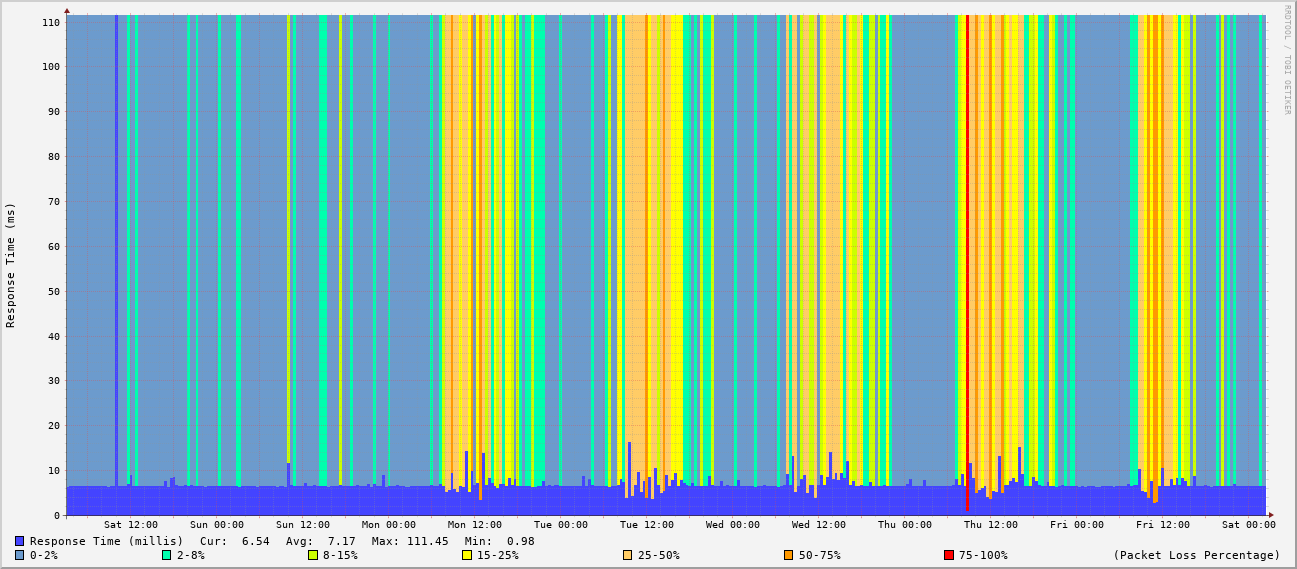 RRDTOOL / TOBI OETIKER
Response Time (ms)
110
100
90
80
70
60
50
40
30
20
10
0
Sat 12:00 Sun 00:00 Sun 12:00 Mon 00:00 Mon 12:00 Tue 00:00 Tue 12:00 Wed 00:00 Wed 12:00 Thu 00:00 Thu 12:00 Fri 00:00 Fri 12:00 Sat 00:00
Response Time (millis) Cur: 6.54 Avg: 7.17 Max: 111.45 Min: 0.98
0-2% 2-8% 8-15% 15-25% 25-50% 50-75% 75-100% (Packet Loss Percentage)